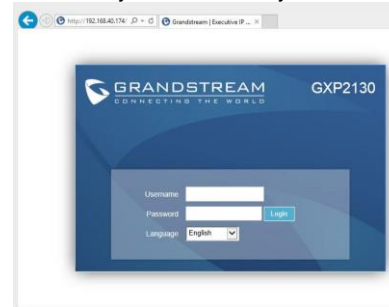 http://192.168.40.174/
Grandstream | Executive IP ...
GRANDSTREAM
CONNECTING THE WORLD
GXP2130
Username
Password
Login
Language
English